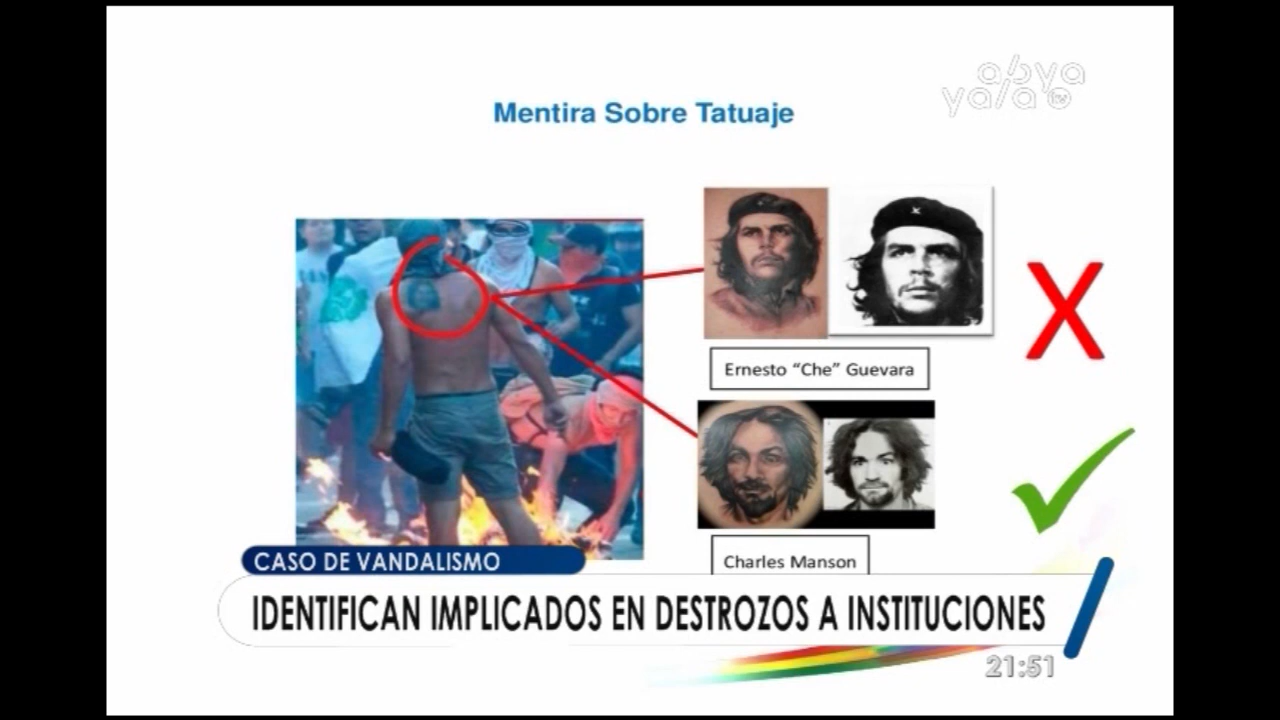 abya
yala tv
Mentira Sobre Tatuaje
Ernesto “Che” Guevara
X
Charles Manson
CASO DE VANDALISMO
IDENTIFICAN IMPLICADOS EN DESTROZOS A INSTITUCIONES
21:51